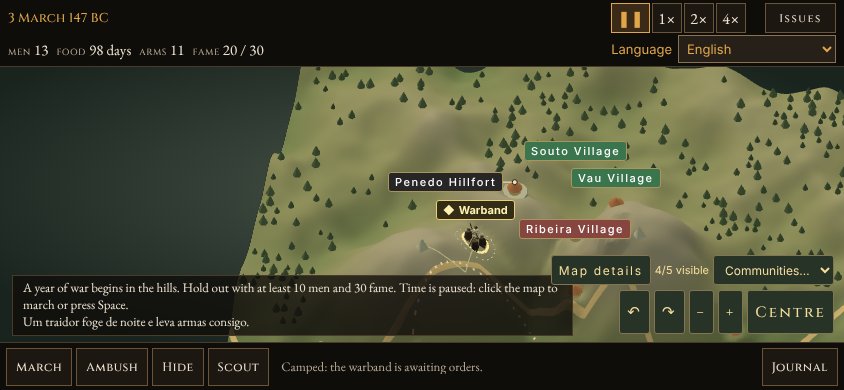 3 March 147 BC
❚❚ 1× 2× 4× Issues
MEN 13 FOOD 98 days ARMS 11 FAME 20 / 30
Language English
Souto Village
Penedo Hillfort
Vau Village
◆ Warband
Ribeira Village
Map details 4/5 visible Communities...
A year of war begins in the hills. Hold out with at least 10 men and 30 fame. Time is paused: click the map to
march or press Space.
Um traidor foge de noite e leva armas consigo.
↶ ↷ − + Centre
March Ambush Hide Scout Camped: the warband is awaiting orders. Journal